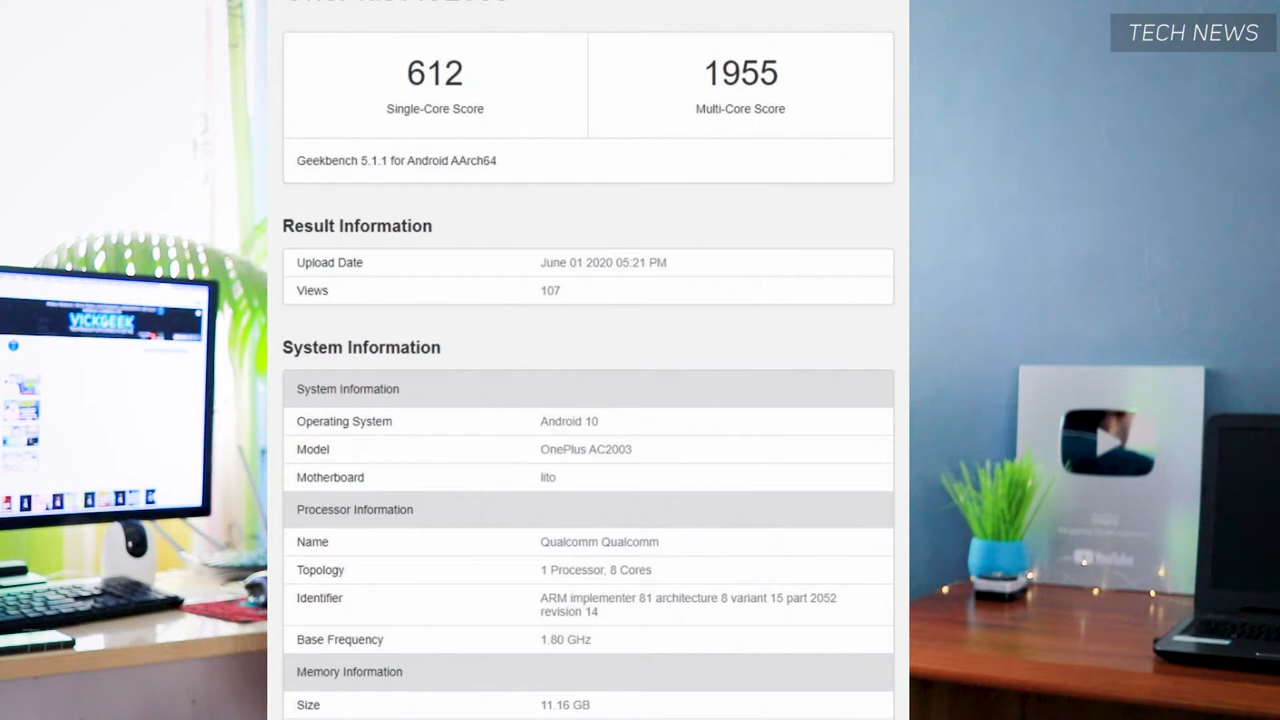 TECH NEWS
612
1955
Single-Core Score
Multi-Core Score
Geekbench 5.1.1 for Android AArch64
Result Information
Upload Date
June 01 2020 05:21 PM
Views
107
System Information
System Information
Operating System
Android 10
Model
OnePlus AC2003
Motherboard
lito
Processor Information
Name
Qualcomm Qualcomm
Topology
1 Processor, 8 Cores
Identifier
ARM implementer 81 architecture 8 variant 15 part 2052
revision 14
Base Frequency
1.80 GHz
Memory Information
Size
11.16 GB
VICKGEEK
YouTube